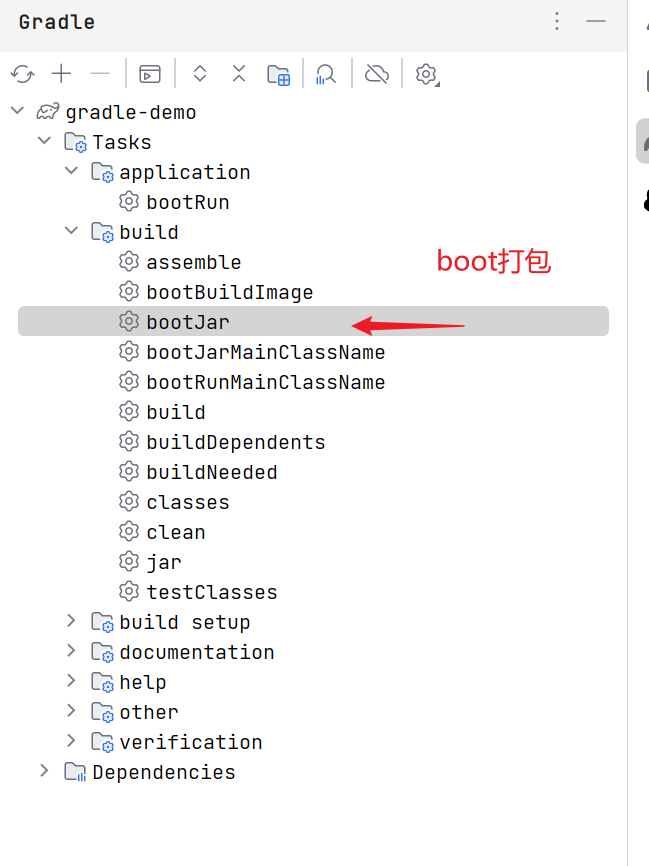 Gradle
gradle-demo
Tasks
application
bootRun
build
assemble
boot打包
bootBuildImage
bootJar
bootJarMainClassName
bootRunMainClassName
build
buildDependents
buildNeeded
classes
clean
jar
testClasses
build setup
documentation
help
other
verification
Dependencies